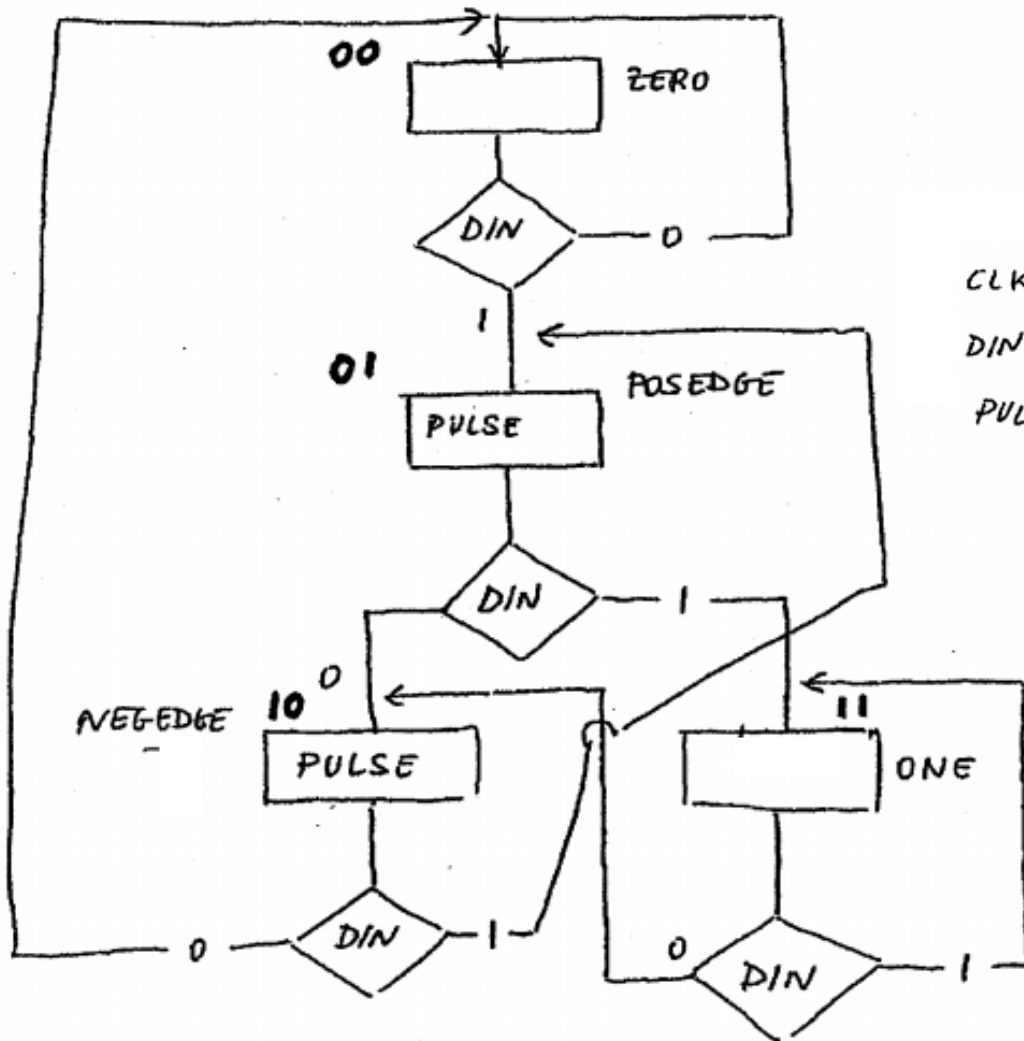 00
ZERO
DIN
0
CLK
1
DIN
01
POSEDGE
PUL
PULSE
DIN
1
0
NEGEDGE
10
11
PULSE
ONE
0
DIN
1
0
DIN
1